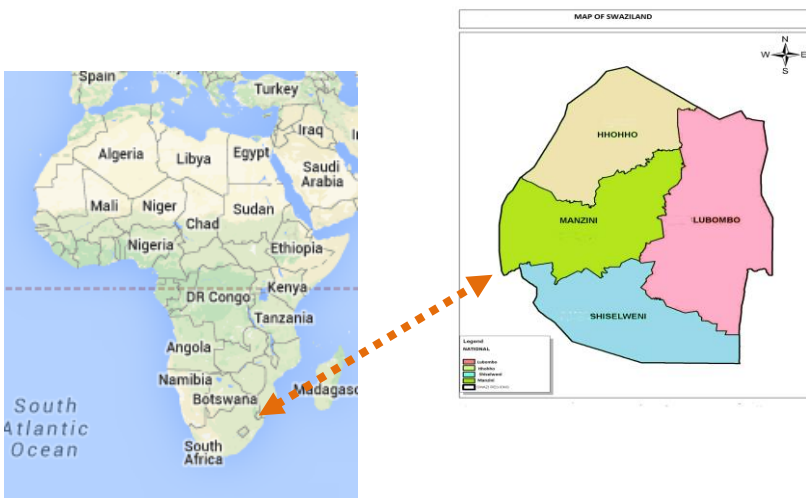 MAP OF SWAZILAND
N
W
E
S
Spain
Turkey
Iraq
Algeria
Libya
Egypt
Saudi
Arabia
Mali
Niger
Chad
Sudan
Nigeria
Ethiopia
DR Congo
Kenya
Tanzania
Angola
Namibia
Botswana
Madagasc
South
Atlantic
Ocean
South
Africa
HHOHHO
MANZINI
LUBOMBO
SHISELWENI
Legend
NATIONAL
Lubombo
Hhohho
Shiselweni
Manzini